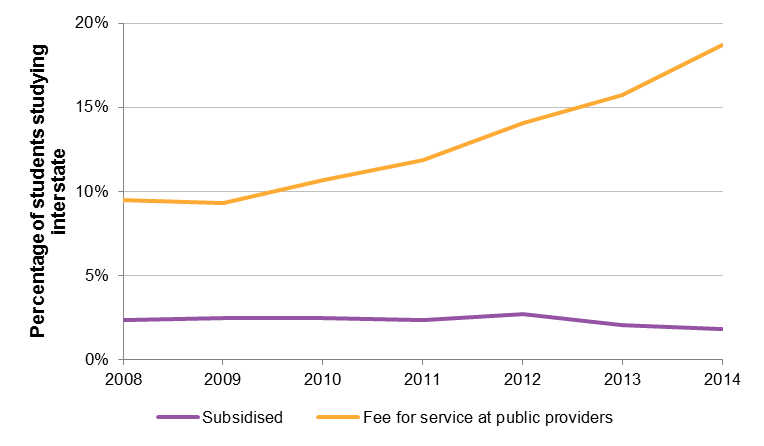 20%
15%
10%
5%
0%
Percentage of students studying
interstate
2008 2009 2010 2011 2012 2013 2014
Subsidised Fee for service at public providers